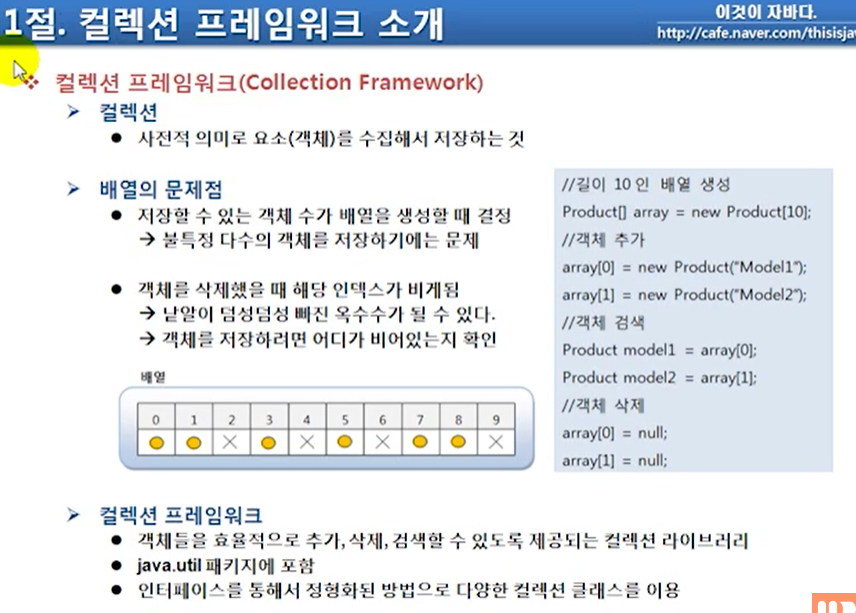 1절. 컬렉션 프레임워크 소개
이것이 자바다.
http://cafe.naver.com/thisisjav
컬렉션 프레임워크(Collection Framework)
컬렉션
사전적 의미로 요소(객체)를 수집해서 저장하는 것
배열의 문제점
저장할 수 있는 객체 수가 배열을 생성할 때 결정
→ 불특정 다수의 객체를 저장하기에는 문제
객체를 삭제했을 때 해당 인덱스가 비게됨
→ 낱알이 듬성듬성 빠진 옥수수가 될 수 있다.
→ 객체를 저장하려면 어디가 비어있는지 확인
배열
0 1 2 3 4 5 6 7 8 9
//길이 10인 배열 생성
Product[] array = new Product[10];
//객체 추가
array[0] = new Product("Model1");
array[1] = new Product("Model2");
//객체 검색
Product model1 = array[0];
Product model2 = array[1];
//객체 삭제
array[0] = null;
array[1] = null;
컬렉션 프레임워크
객체들을 효율적으로 추가, 삭제, 검색할 수 있도록 제공되는 컬렉션 라이브러리
java.util 패키지에 포함
인터페이스를 통해서 정형화된 방법으로 다양한 컬렉션 클래스를 이용